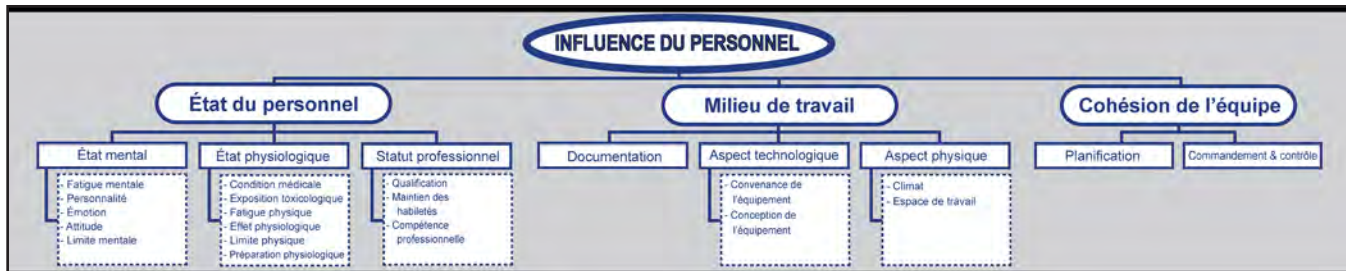 INFLUENCE DU PERSONNEL
État du personnel
Milieu de travail
Cohésion de l'équipe
État mental
État physiologique
Statut professionnel
Documentation
Aspect technologique
Aspect physique
Planification
Commandement & contrôle
- Fatigue mentale
- Personnalité
- Émotion
- Attitude
- Limite mentale
- Condition médicale
- Exposition toxicologique
- Fatigue physique
- Effet physiologique
- Limite physique
- Préparation physiologique
- Qualification
- Maintien des
habiletés
- Compétence
professionnelle
- Convenance de
l'équipement
- Conception de
l'équipement
- Climat
- Espace de travail